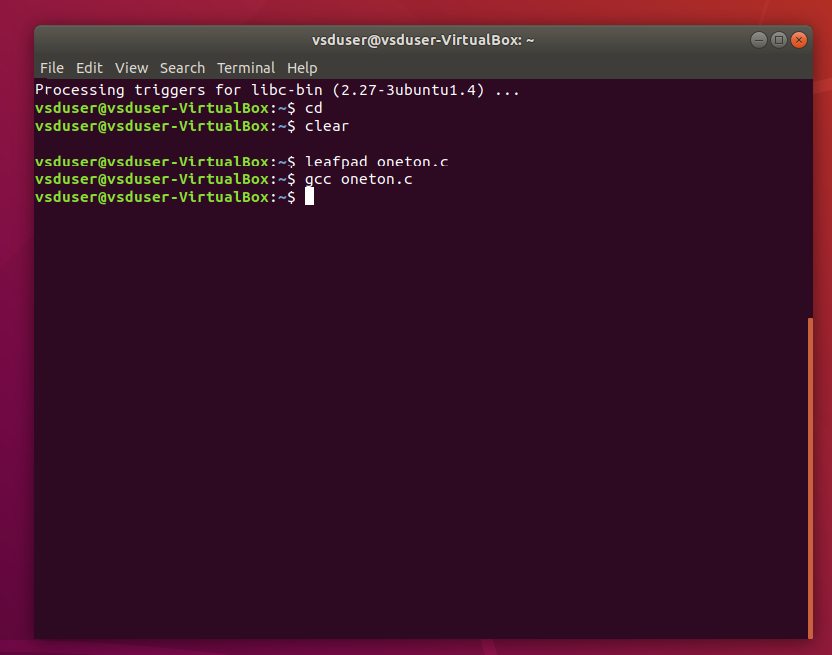 vsduser@vsduser-VirtualBox: ~
File Edit View Search Terminal Help
Processing triggers for libc-bin (2.27-3ubuntu1.4) ...
vsduser@vsduser-VirtualBox:~$ cd
vsduser@vsduser-VirtualBox:~$ clear
vsduser@vsduser-VirtualBox:~$ leafpad oneton.c
vsduser@vsduser-VirtualBox:~$ gcc oneton.c
vsduser@vsduser-VirtualBox:~$